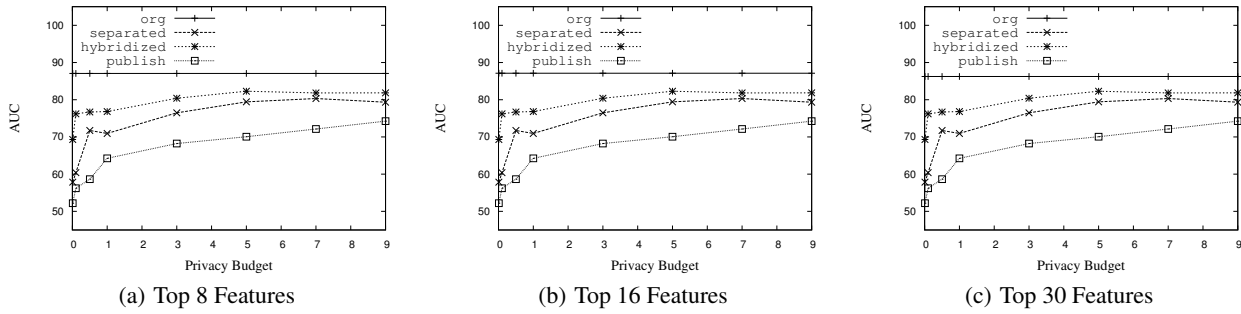 org
separated
hybridized
publish
100
90
80
70
60
50
AUC
0 1 2 3 4 5 6 7 8 9
Privacy Budget
(a) Top 8 Features
org
separated
hybridized
publish
100
90
80
70
60
50
AUC
0 1 2 3 4 5 6 7 8 9
Privacy Budget
(b) Top 16 Features
org
separated
hybridized
publish
100
90
80
70
60
50
AUC
0 1 2 3 4 5 6 7 8 9
Privacy Budget
(c) Top 30 Features